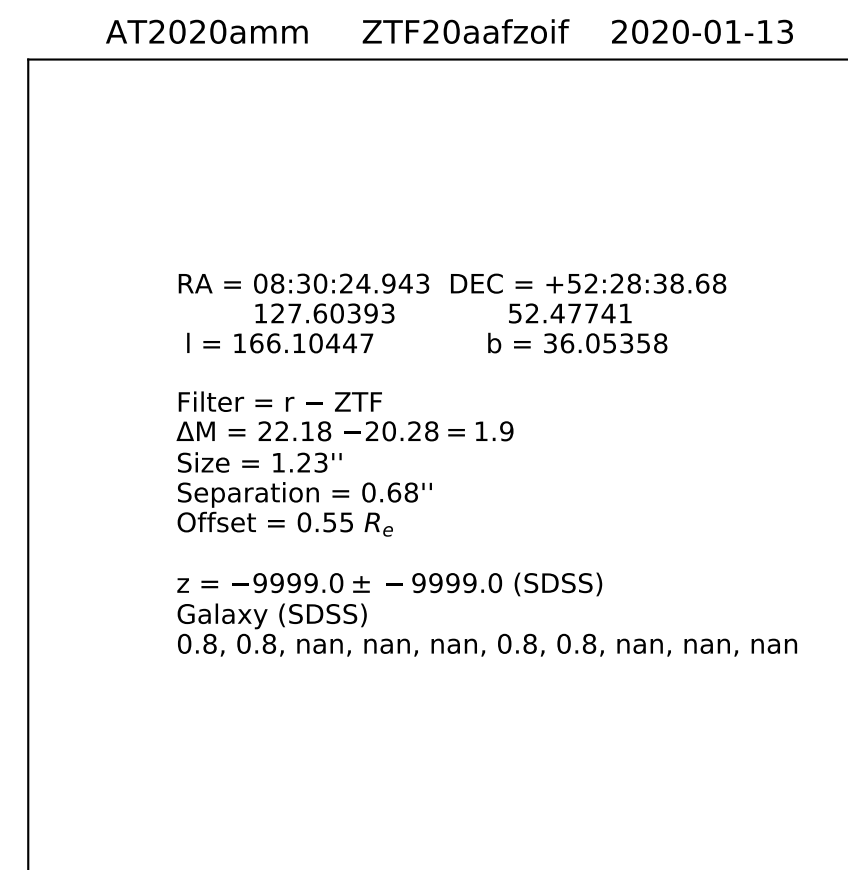 AT2020amm ZTF20aafzoif 2020-01-13
RA = 08:30:24.943 DEC = +52:28:38.68
127.60393 52.47741
l = 166.10447 b = 36.05358
Filter = r − ZTF
ΔM = 22.18 −20.28 = 1.9
Size = 1.23''
Separation = 0.68''
Offset = 0.55 Rₑ
z = −9999.0 ± −9999.0 (SDSS)
Galaxy (SDSS)
0.8, 0.8, nan, nan, nan, 0.8, 0.8, nan, nan, nan